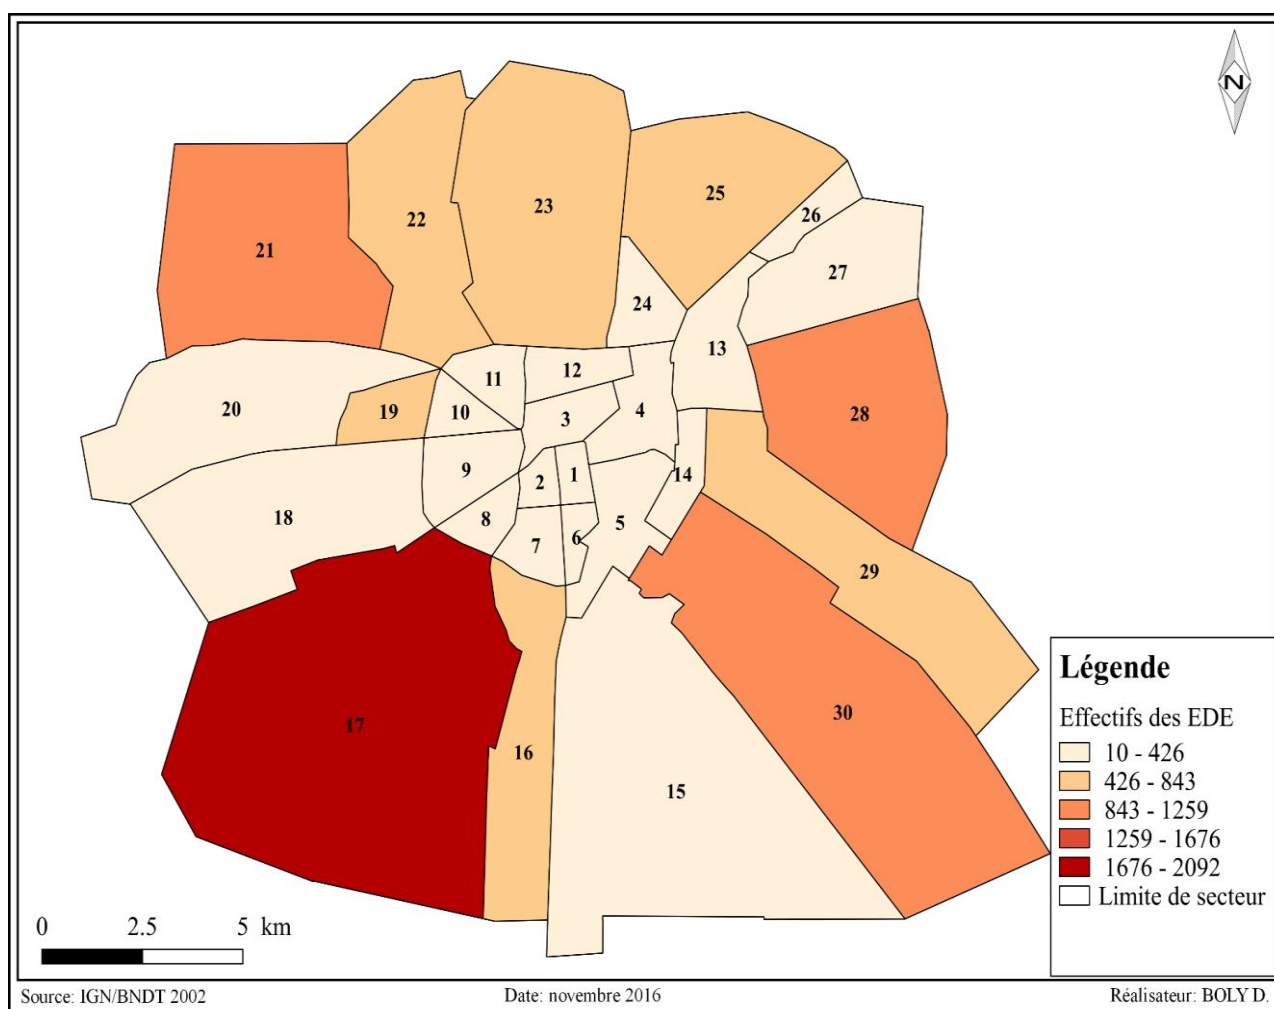 N
23
25
22
26
21
27
24
13
12
11
28
20
19
10
3
4
9
1
14
2
18
8
5
6
7
29
17
30
16
15
Légende
Effectifs des EDE
10 - 426
426 - 843
843 - 1259
1259 - 1676
1676 - 2092
Limite de secteur
0 2.5 5 km
Source: IGN/BNDT 2002 Date: novembre 2016 Réalisateur: BOLY D.